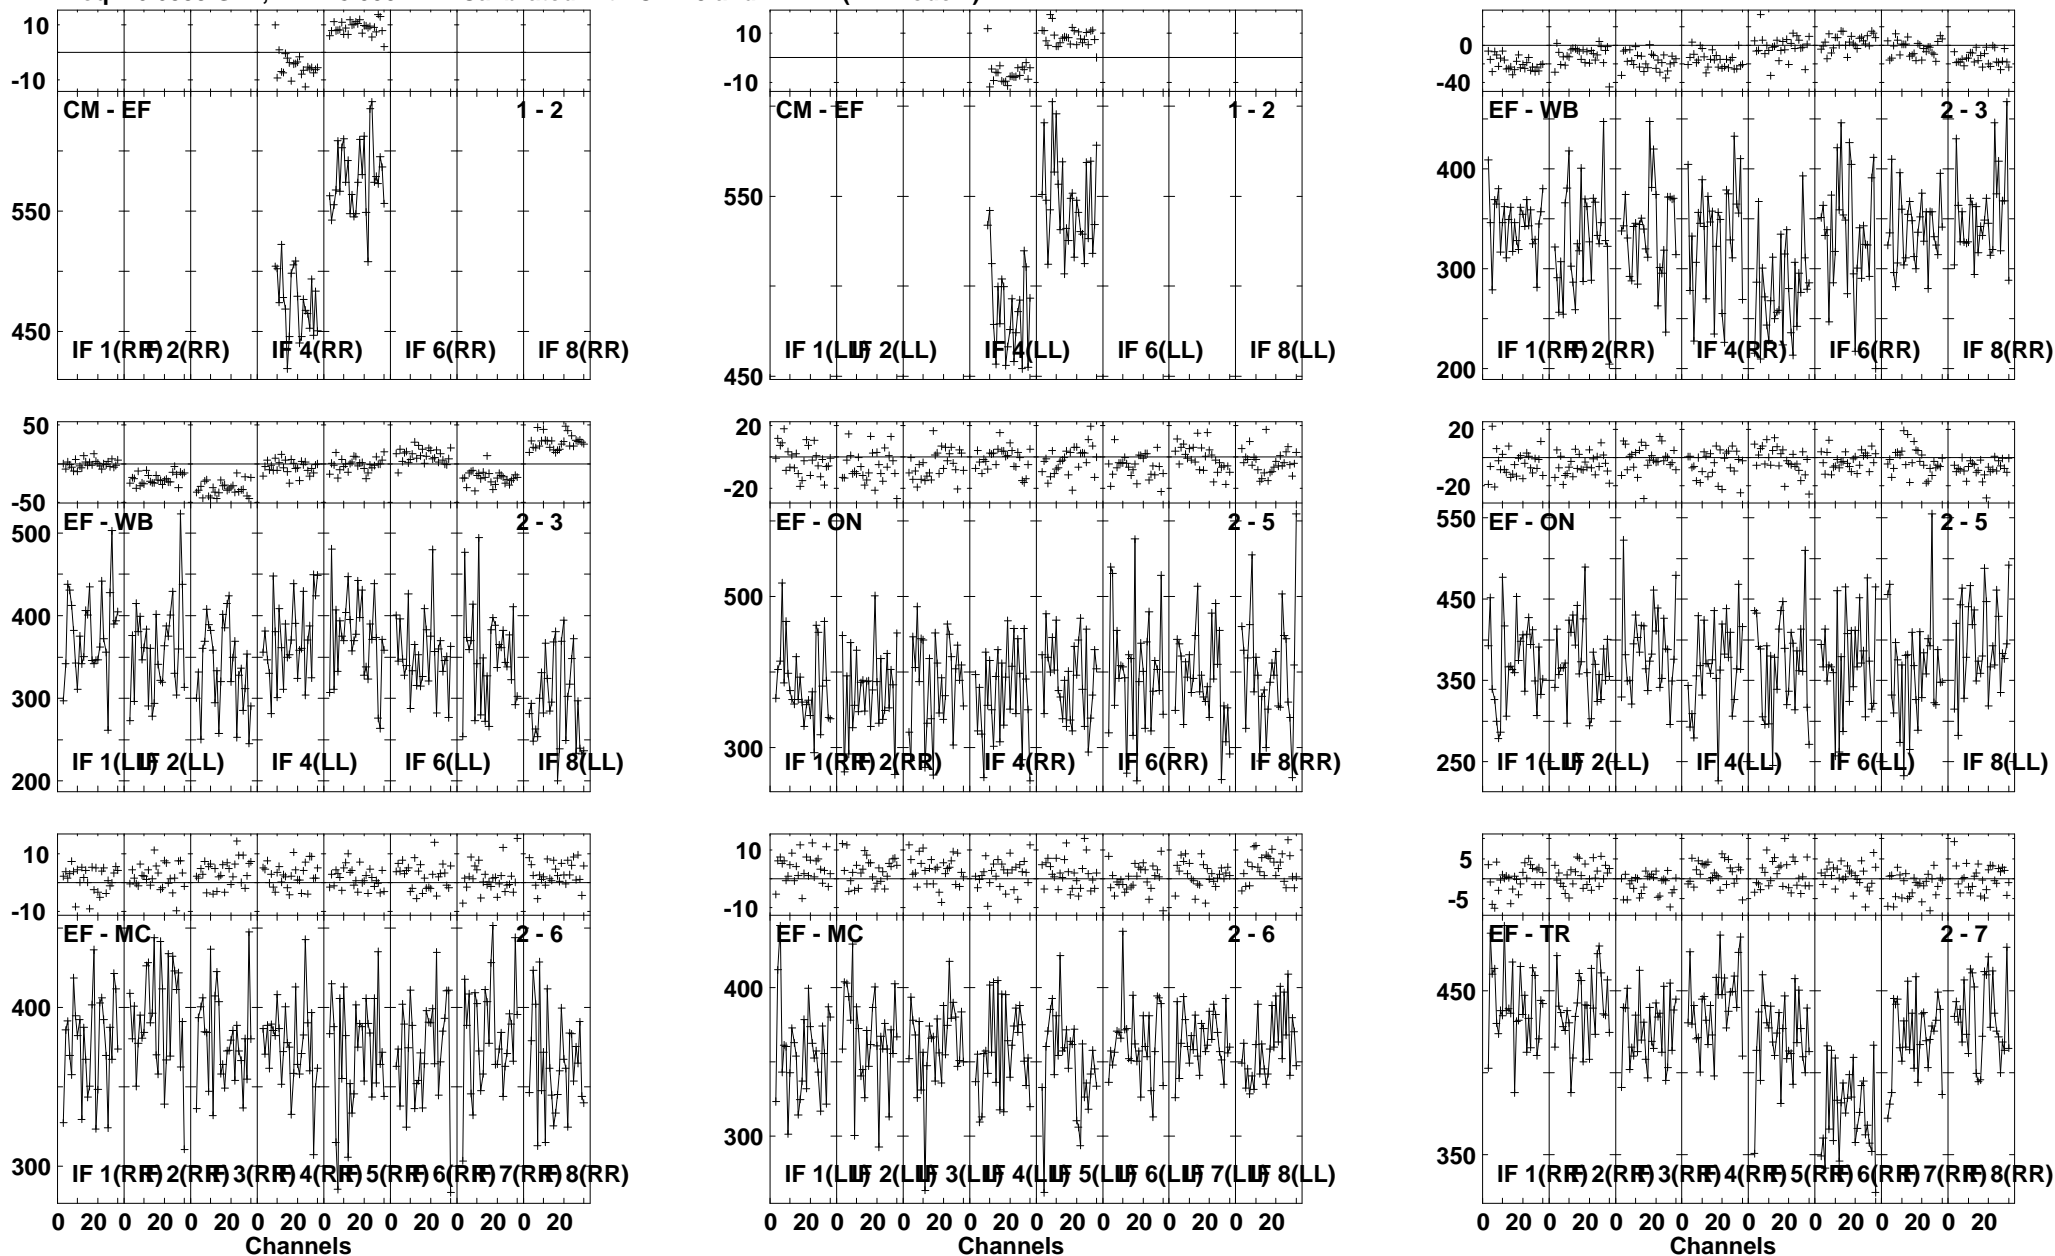 10
-10
CM - EF 1 - 2
550
450
IF 1(RR) IF 2(RR) IF 4(RR) IF 6(RR) IF 8(RR)
10
-10
CM - EF 1 - 2
550
450
IF 1(LL) IF 2(LL) IF 4(LL) IF 6(LL) IF 8(LL)
0
-40
EF - WB 2 - 3
400
300
200
IF 1(RR) IF 2(RR) IF 4(RR) IF 6(RR) IF 8(RR)
50
0
-50
EF - WB 2 - 3
500
400
300
200
IF 1(LL) IF 2(LL) IF 4(LL) IF 6(LL) IF 8(LL)
20
-20
EF - ON 2 - 5
500
300
IF 1(RR) IF 2(RR) IF 4(RR) IF 6(RR) IF 8(RR)
20
-20
EF - ON 2 - 5
550
450
350
250
IF 1(LL) IF 2(LL) IF 4(LL) IF 6(LL) IF 8(LL)
10
-10
EF - MC 2 - 6
400
300
IF 1(RR) IF 2(RR) IF 3(RR) IF 4(RR) IF 5(RR) IF 6(RR) IF 7(RR) IF 8(RR)
0 20 0 20 0 20 0 20 0 20 0 20 0 20 0 20
Channels
10
-10
EF - MC 2 - 6
400
300
IF 1(LL) IF 2(LL) IF 3(LL) IF 4(LL) IF 5(LL) IF 6(LL) IF 7(LL) IF 8(LL)
0 20 0 20 0 20 0 20 0 20 0 20 0 20 0 20
Channels
5
-5
EF - TR 2 - 7
450
350
IF 1(RR) IF 2(RR) IF 3(RR) IF 4(RR) IF 5(RR) IF 6(RR) IF 7(RR) IF 8(RR)
0 20 0 20 0 20 0 20 0 20 0 20 0 20 0 20
Channels